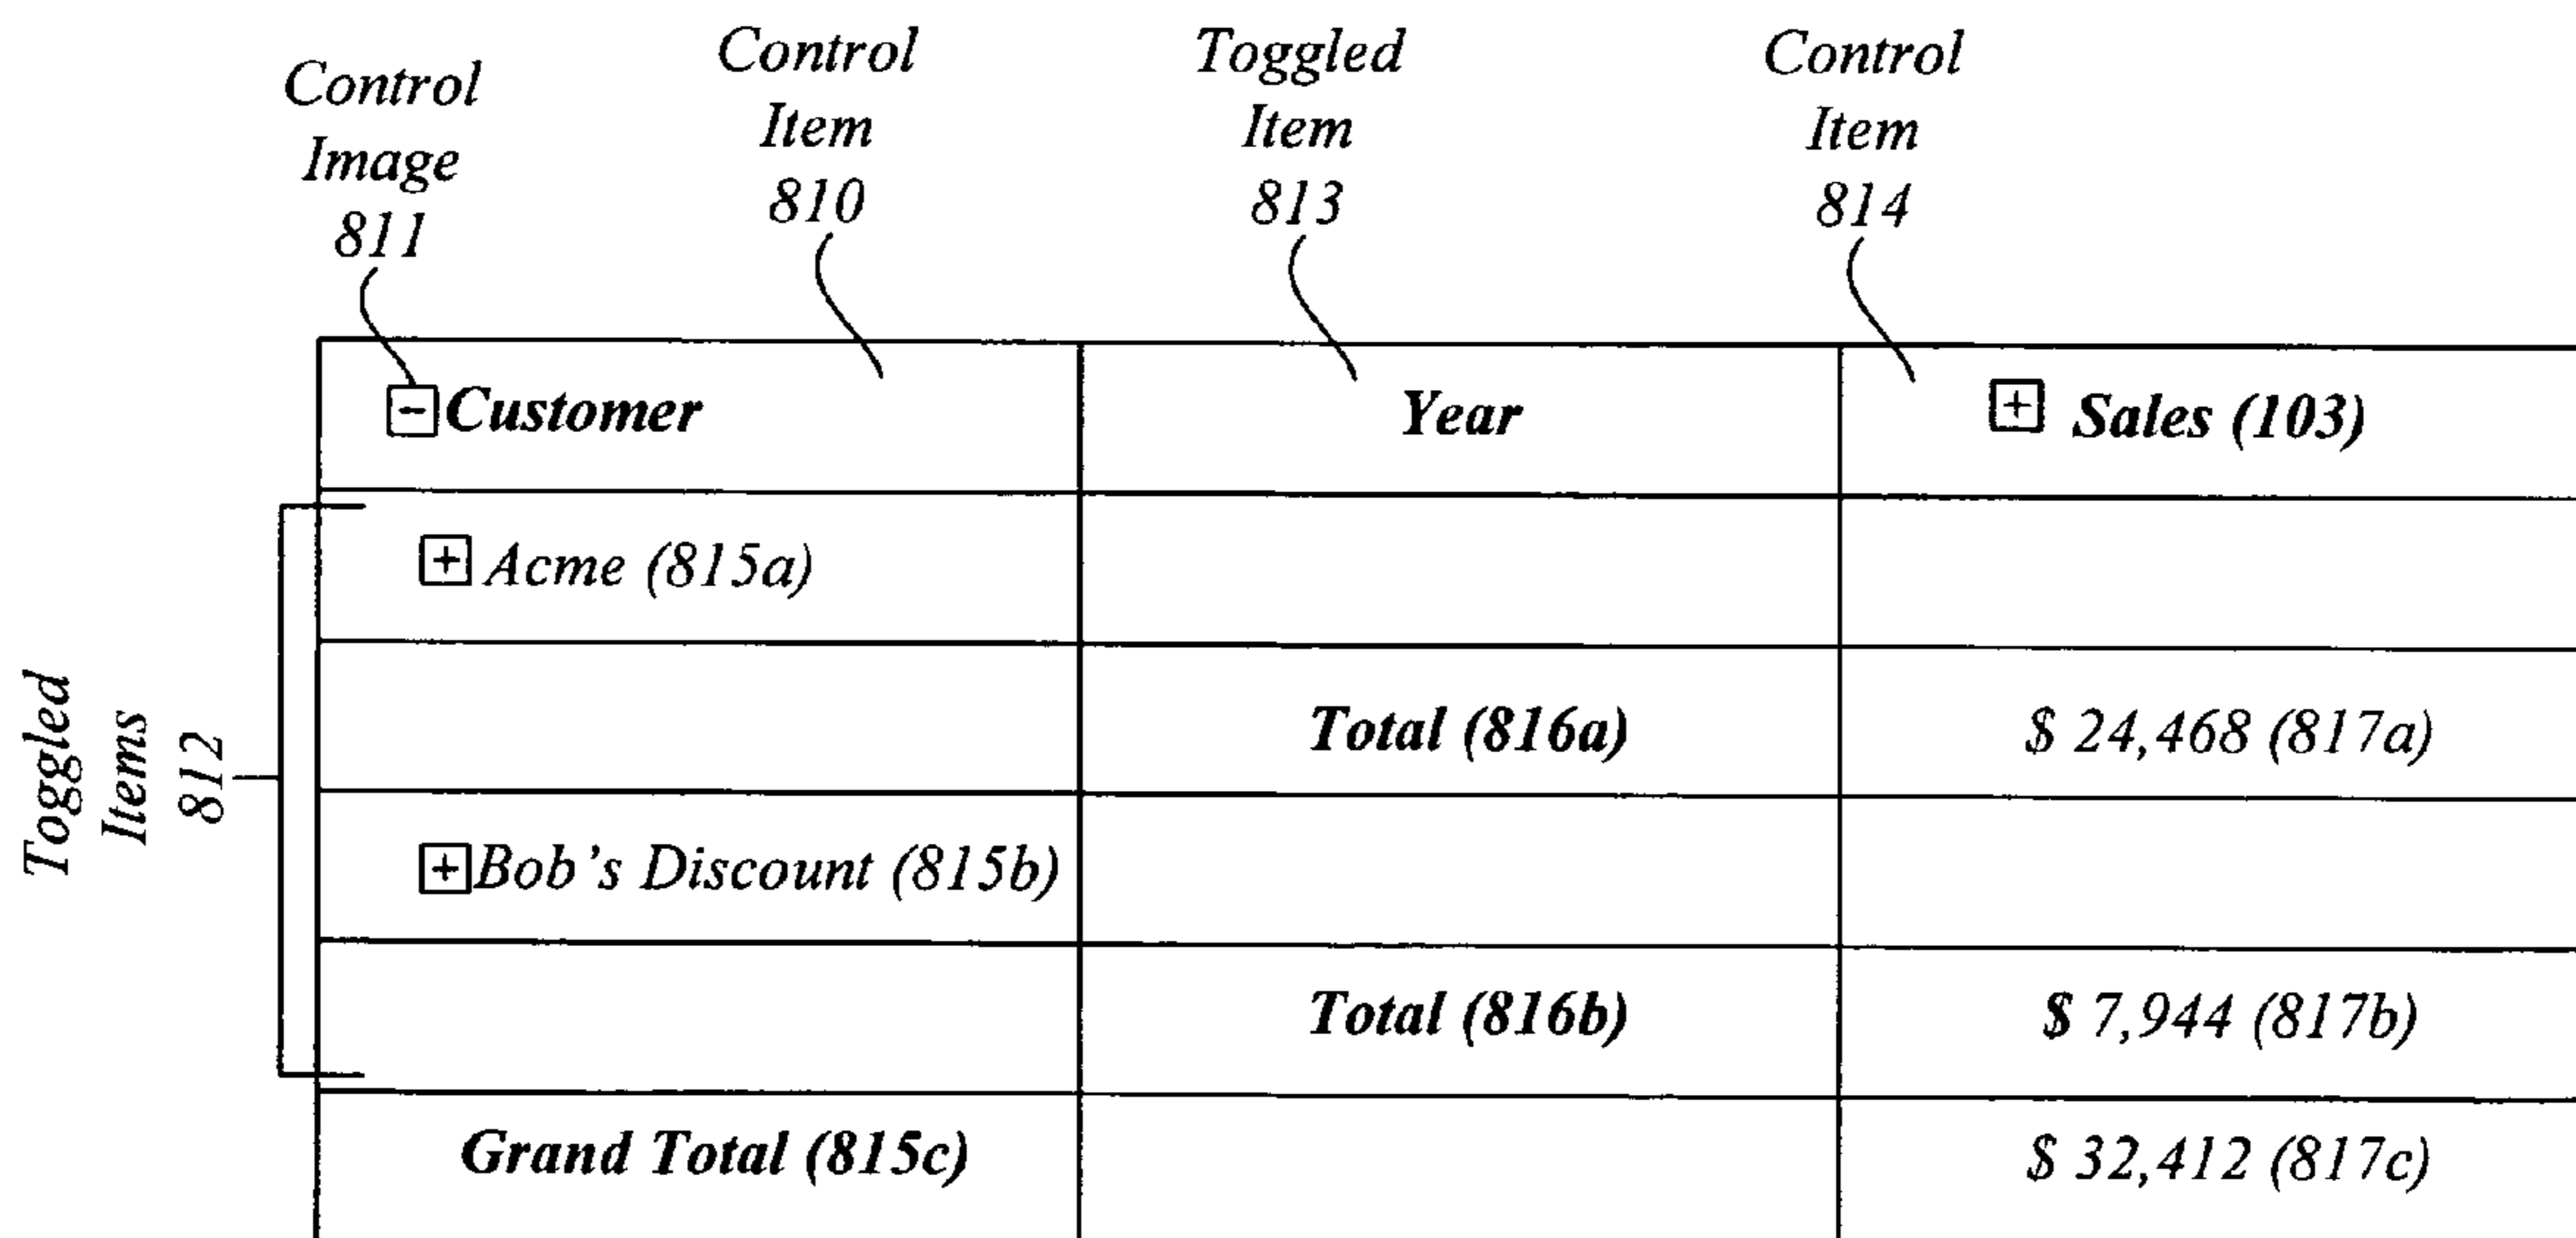 Control
Image
811
Control
Item
810
Toggled
Item
813
Control
Item
814
- Customer
Year
+ Sales (103)
Toggled
Items
812
+ Acme (815a)
Total (816a)
$ 24,468 (817a)
+ Bob's Discount (815b)
Total (816b)
$ 7,944 (817b)
Grand Total (815c)
$ 32,412 (817c)